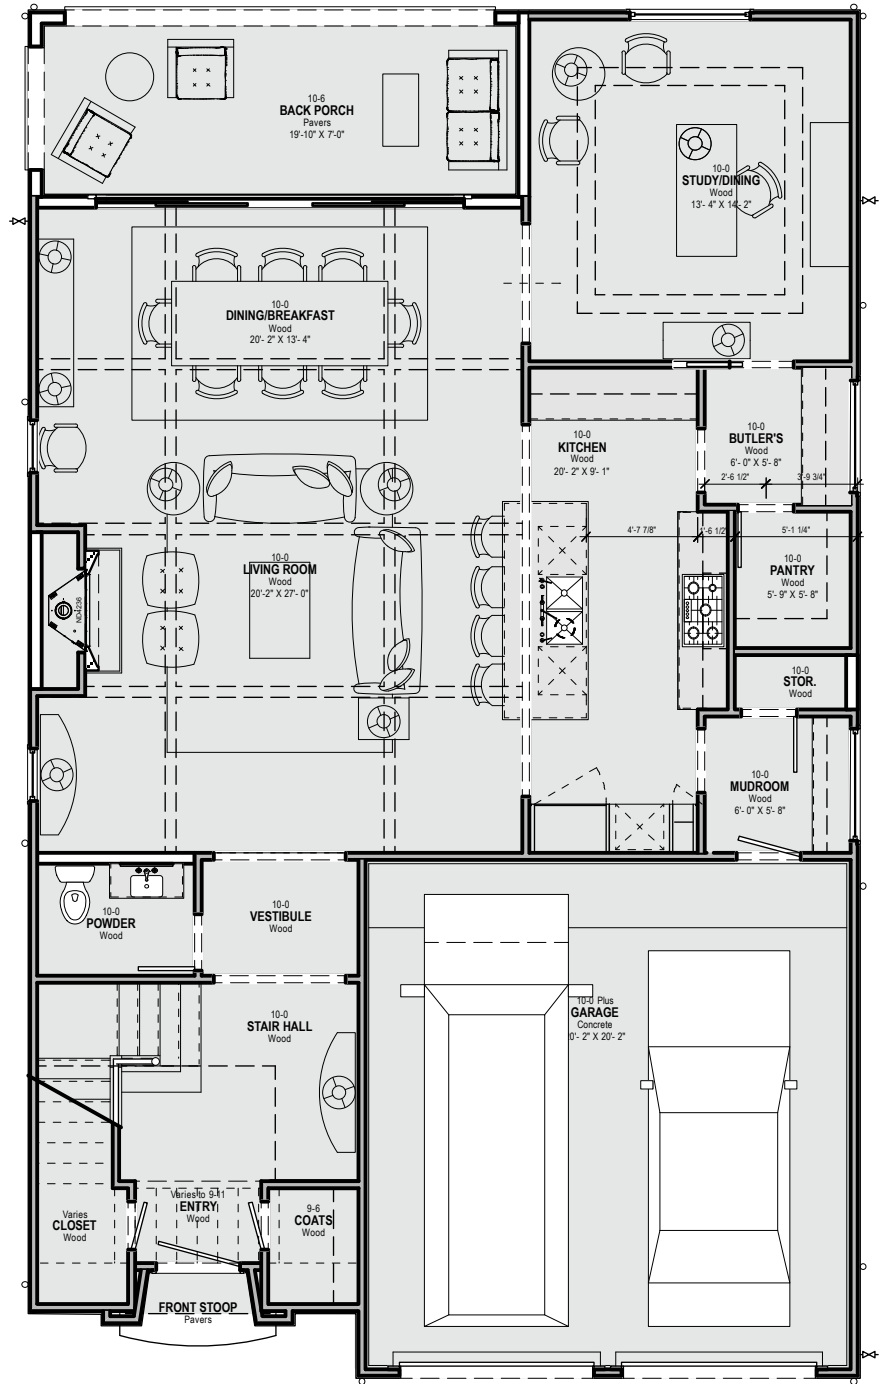 10-6
BACK PORCH
Pavers
19'-10" X 7'-0"
10-0
STUDY/DINING
Wood
13'- 4" X 14'- 2"
10-0
DINING/BREAKFAST
Wood
20'- 2" X 13'- 4"
10-0
KITCHEN
Wood
20'- 2" X 9'- 1"
10-0
BUTLER'S
Wood
6'- 0" X 5'- 8"
2'-6 1/2"
3'-9 3/4"
4'-7 7/8"
1'-6 1/2"
5'-1 1/4"
10-0
LIVING ROOM
Wood
20'-2" X 27'- 0"
ND4236
10-0
PANTRY
Wood
5'- 9" X 5'- 8"
10-0
STOR.
Wood
10-0
MUDROOM
Wood
6'- 0" X 5'- 8"
10-0
POWDER
Wood
10-0
VESTIBULE
Wood
10-0
STAIR HALL
Wood
10-0 Plus
GARAGE
Concrete
0'- 2" X 20'- 2"
Varies
CLOSET
Wood
Varies to 9-11
ENTRY
Wood
9-6
COATS
Wood
FRONT STOOP
Pavers